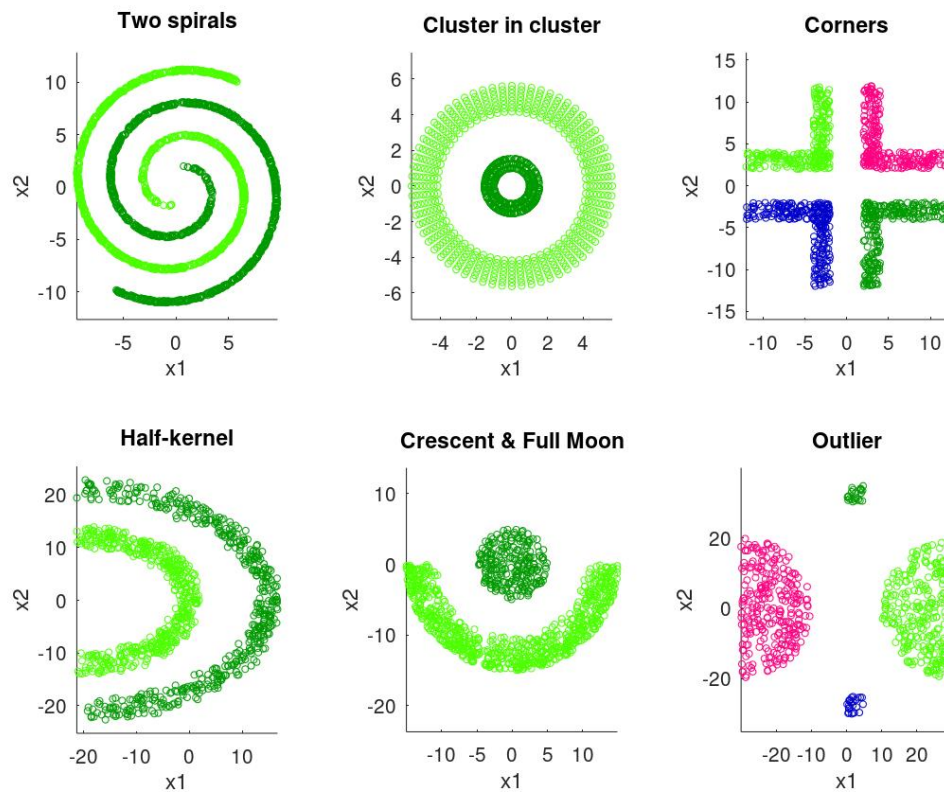 Two spirals
10
5
0
-5
-10
x2
-5 0 5
x1
Cluster in cluster
6
4
2
0
-2
-4
-6
x2
-4 -2 0 2 4
x1
Corners
15
10
5
0
-5
-10
-15
x2
-10 -5 0 5 10
x1
Half-kernel
20
10
0
-10
-20
x2
-20 -10 0 10
x1
Crescent & Full Moon
10
0
-10
-20
x2
-10 -5 0 5 10
x1
Outlier
20
0
-20
x2
-20 -10 0 10 20
x1